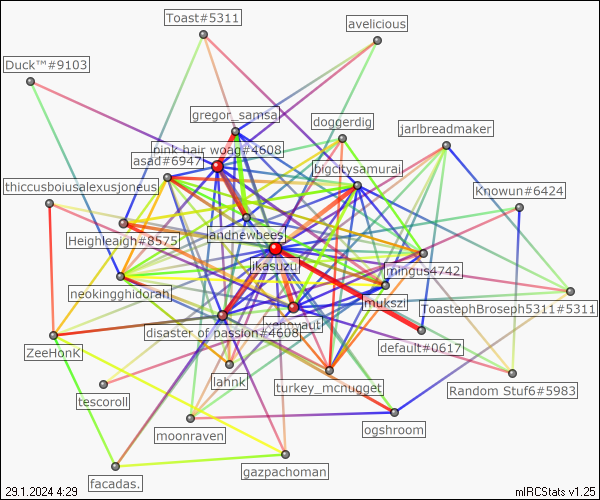 Toast#5311
avelicious
Duck™#9103
gregor_samsa
doggerdig
jarlbreadmaker
pink hair woag#4608
asad#6947
bigcitysamurai
thiccusboiusalexusjoneus
Knowun#6424
Heighleaigh#8575
andnewbees
jikasuzu
mingus4742
neokingghidorah
mukszi
ToastephBroseph5311#5311
disaster of passion#4608
default#0617
ZeeHonK
lahnk
turkey_mcnugget
Random Stuf6#5983
tescoroll
moonraven
ogshroom
gazpachoman
facadas.
29.1.2024 4:29
mIRCStats v1.25